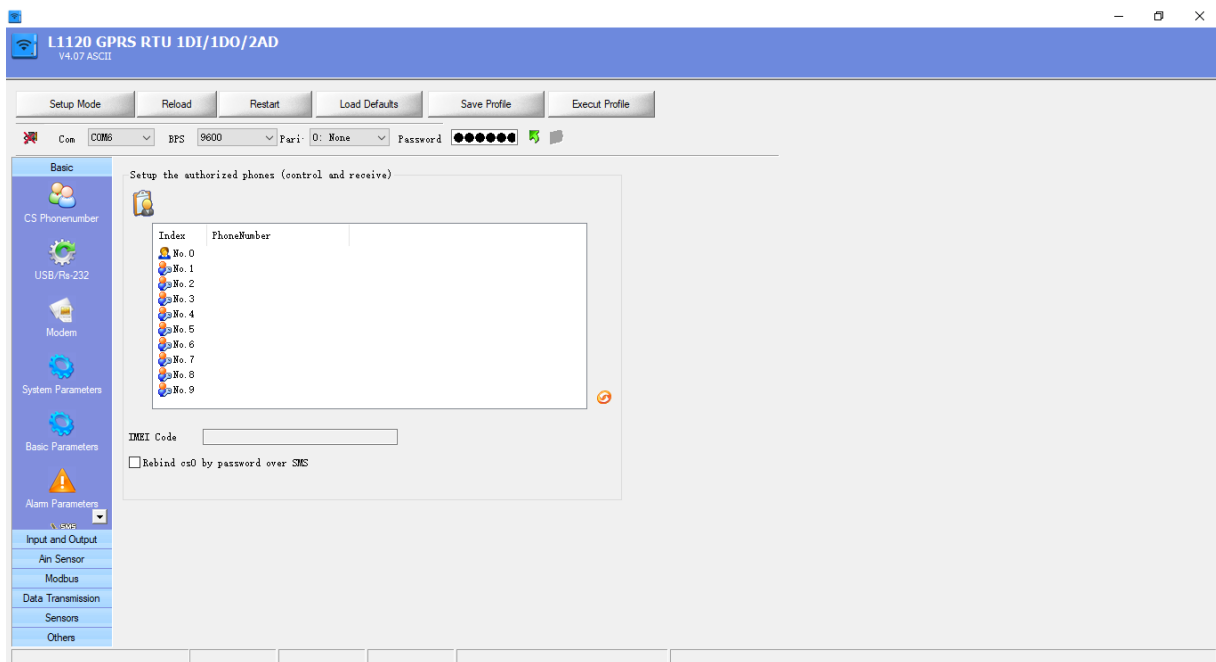 L1120 GPRS RTU 1DI/1DO/2AD
V4.07 ASCII
Setup Mode Reload Restart Load Defaults Save Profile Execut Profile
Com COM6 BPS 9600 Pari 0: None Password
Basic
CS Phonenumber
USB/Rs-232
Modem
System Parameters
Basic Parameters
Alarm Parameters
SMS
Input and Output
Ain Sensor
Modbus
Data Transmission
Sensors
Others
Setup the authorized phones (control and receive)
Index PhoneNumber
No.0
No.1
No.2
No.3
No.4
No.5
No.6
No.7
No.8
No.9
IMEI Code
Rebind cs0 by password over SMS